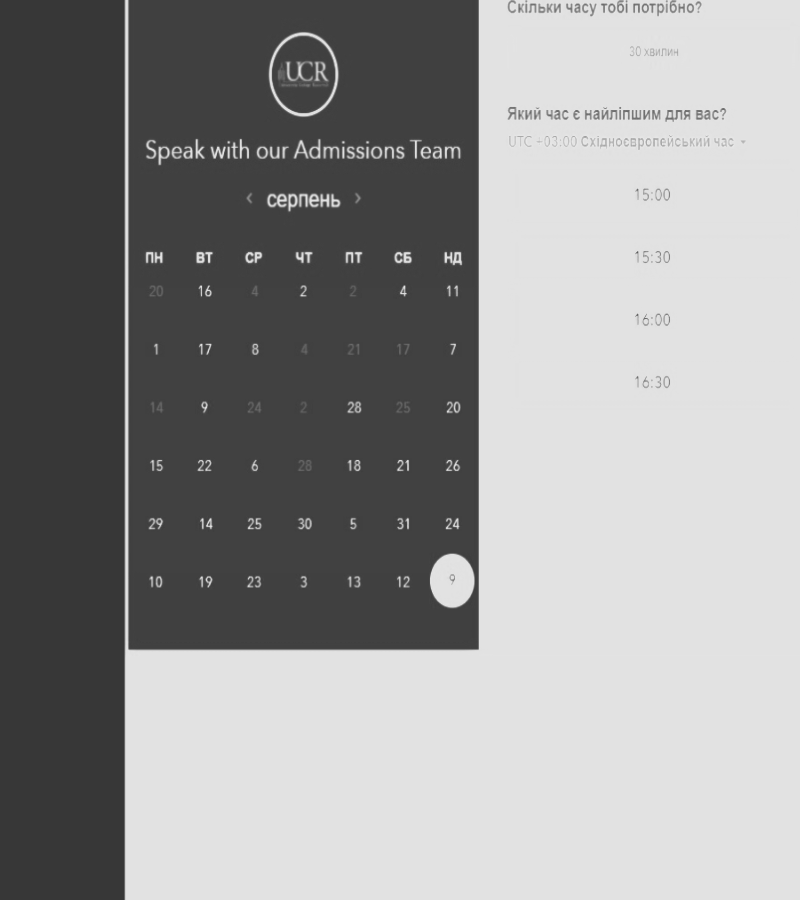 UCR
Speak with our Admissions Team
серпень
ПН ВТ СР ЧТ ПТ СБ НД
20 16 4 2 2 4 11
1 17 8 4 21 17 7
14 9 24 2 28 25 20
15 22 6 28 18 21 26
29 14 25 30 5 31 24
10 19 23 3 13 12 9
Скільки часу тобі потрібно?
30 хвилин
Який час є найліпшим для вас?
UTC +03:00 Східноєвропейський час
15:00
15:30
16:00
16:30